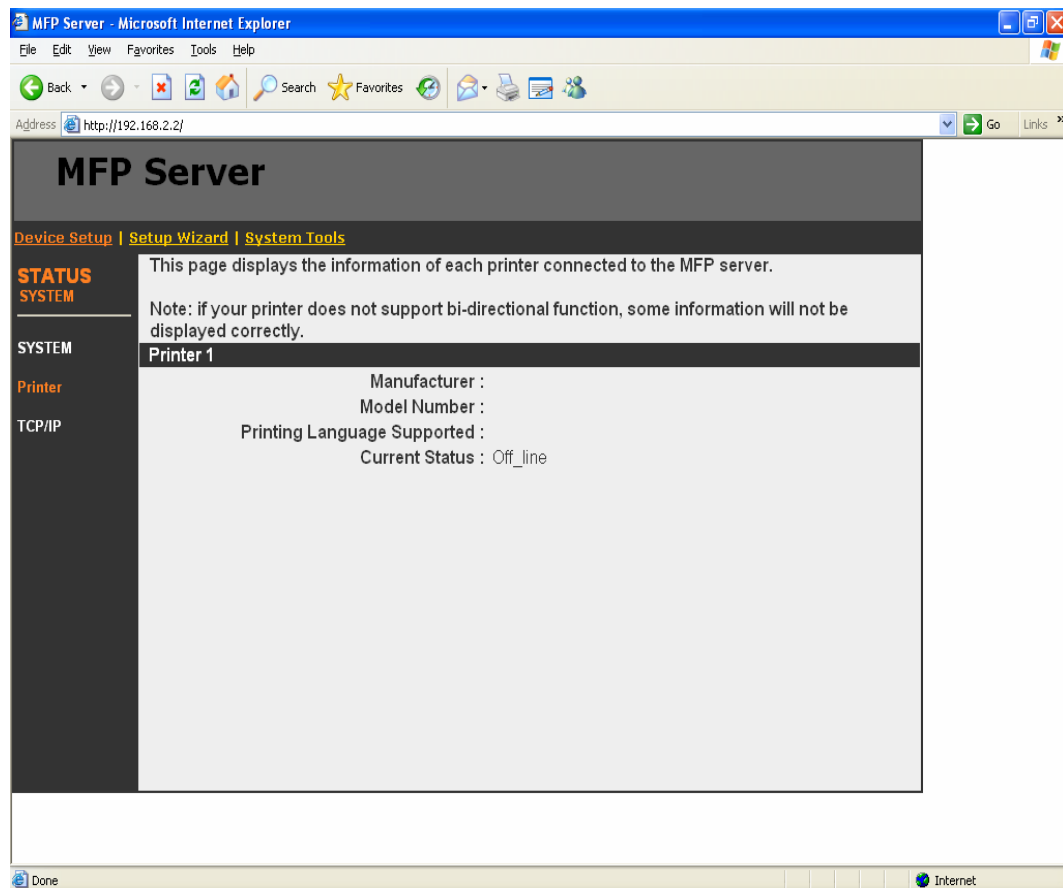 MFP Server - Microsoft Internet Explorer
File Edit View Favorites Tools Help
Back Search Favorites
Address http://192.168.2.2/ Go Links »
MFP Server
Device Setup | Setup Wizard | System Tools
STATUS
SYSTEM
SYSTEM
Printer
TCP/IP
This page displays the information of each printer connected to the MFP server.
Note: if your printer does not support bi-directional function, some information will not be
displayed correctly.
Printer 1
Manufacturer :
Model Number :
Printing Language Supported :
Current Status : Off_line
Done Internet